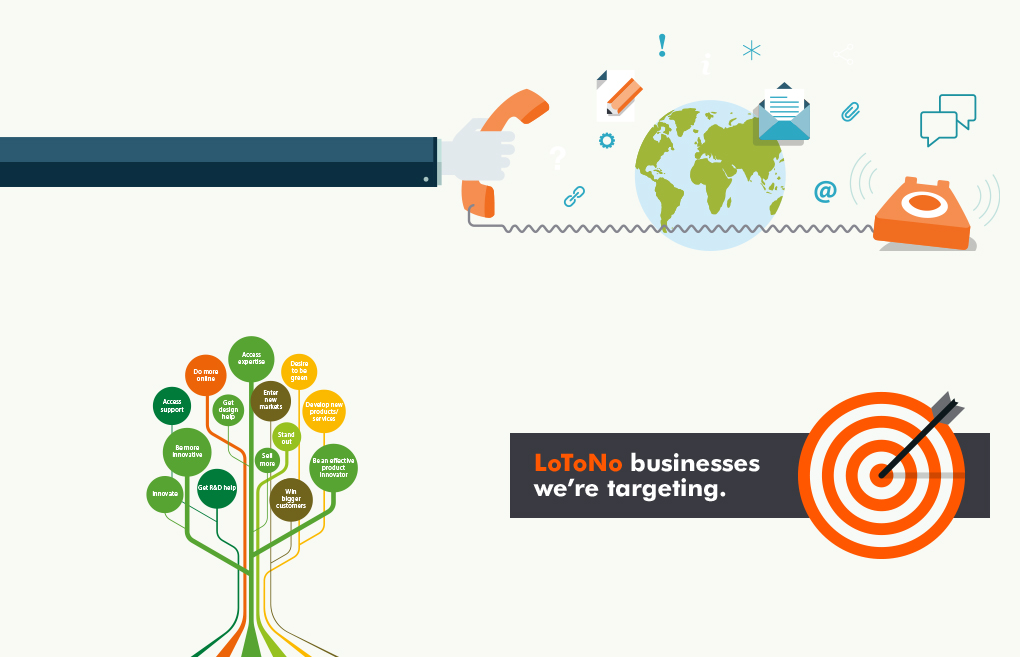 !
i
?
@
Access
expertise
Do more
online
Desire
to be
green
Access
support
Get
design
help
Enter
new
markets
Develop new
products/
services
Be more
innovative
Stand
out
Sell
more
Be an effective
product
innovator
Innovate
Get R&D help
Win
bigger
customers
LoToNo businesses
we're targeting.